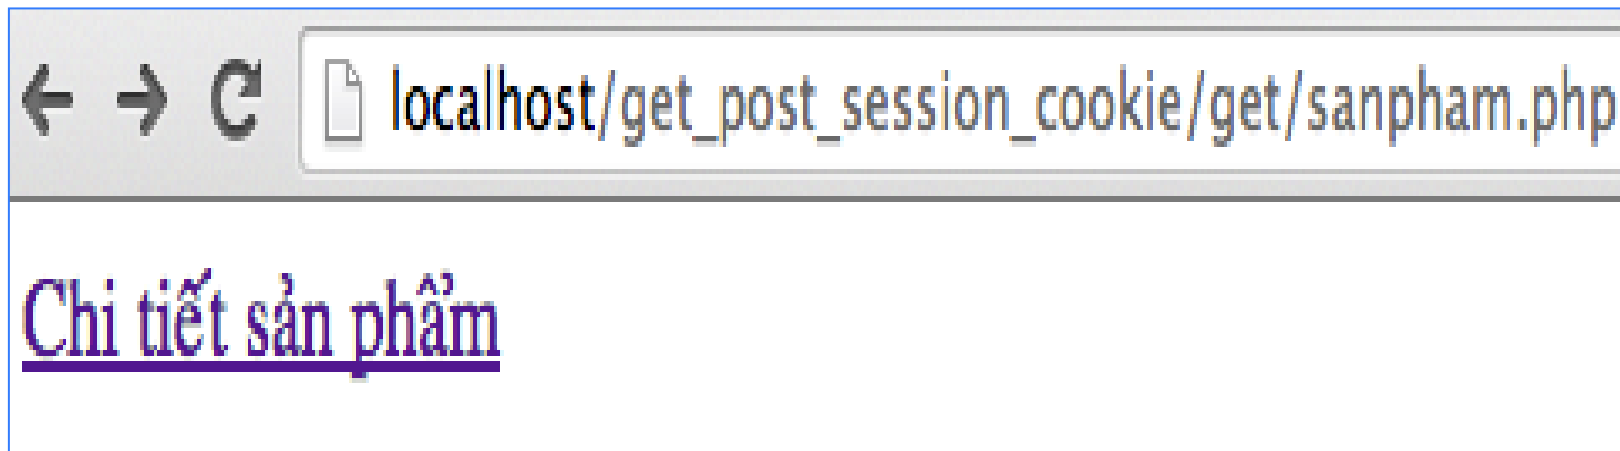 localhost/get_post_session_cookie/get/sanpham.php
Chi tiết sản phẩm